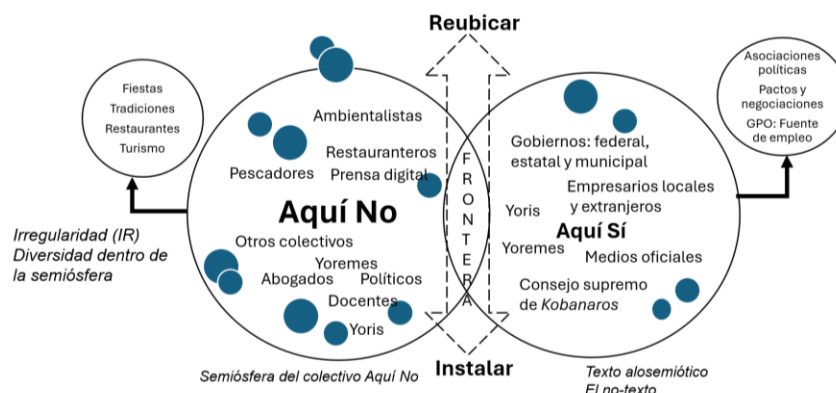 Reubicar
Fiestas
Tradiciones
Restaurantes
Turismo
Ambientalistas
Restauranteros
Pescadores
Prensa digital
Aquí No
Otros colectivos
Yoremes
Abogados
Políticos
Docentes
Yoris
Irregularidad (IR)
Diversidad dentro de
la semiósfera
Semiósfera del colectivo Aquí No
FRONTERA
Instalar
Asociaciones
políticas
Pactos y
negociaciones
GPO: Fuente
de empleo
Gobiernos: federal,
estatal y municipal
Empresarios locales
y extranjeros
Yoris
Aquí Sí
Yoremes
Medios oficiales
Consejo supremo
de Kobanaros
Texto alosemiótico
El no-texto